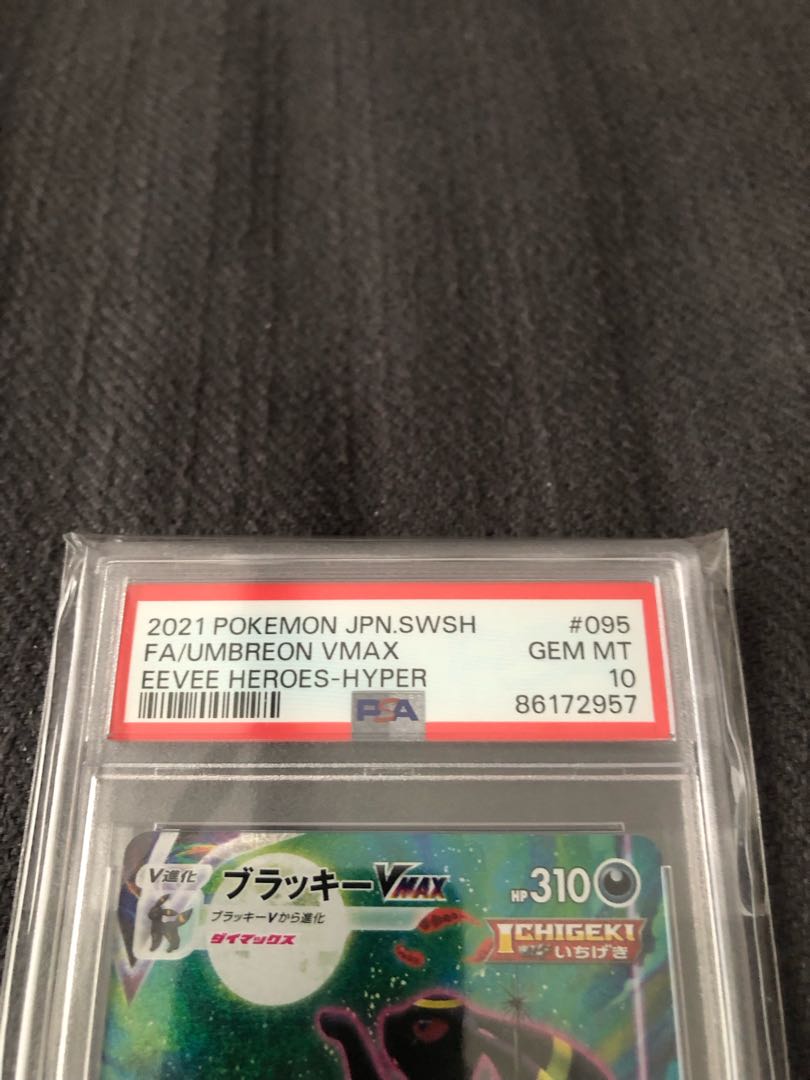 2021 POKEMON JPN.SWSH #095
FA/UMBREON VMAX GEM MT
EEVEE HEROES-HYPER 10
PSA 86172957
V進化 ブラッキーVMAX HP310
ブラッキーVから進化
ダイマックス
ICHIGEKI
いちげき